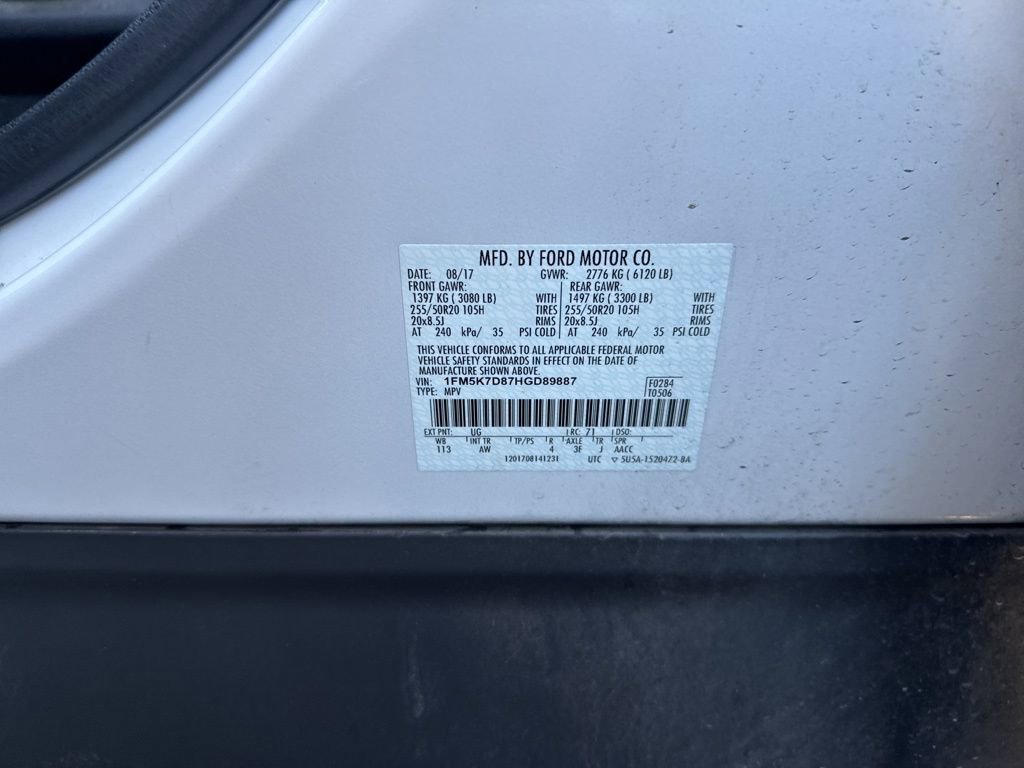 MFD. BY FORD MOTOR CO.
DATE: 08/17 GVWR: 2776 KG ( 6120 LB)
FRONT GAWR: REAR GAWR:
1397 KG ( 3080 LB) WITH 1497 KG ( 3300 LB) WITH
255/50R20 105H TIRES 255/50R20 105H TIRES
20x8.5J RIMS 20x8.5J RIMS
AT 240 kPa/ 35 PSI COLD AT 240 kPa/ 35 PSI COLD
THIS VEHICLE CONFORMS TO ALL APPLICABLE FEDERAL MOTOR
VEHICLE SAFETY STANDARDS IN EFFECT ON THE DATE OF
MANUFACTURE SHOWN ABOVE.
VIN: 1FM5K7D87HGD89887 F0284
TYPE: MPV T0506
EXT PNT: UG RC: 71 DSO:
WB INT TR TP/PS R AXLE TR SPR
113 AW 4 3F J AACC
1201708141231 UTC ▽ 5U5A-1520472-BA